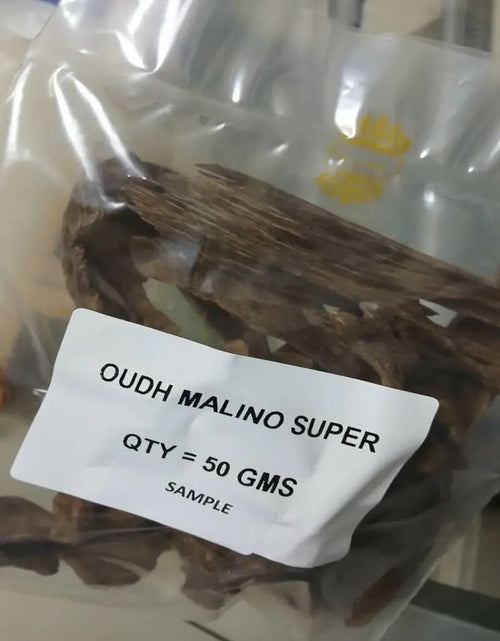 OUDH MALINO SUPER
QTY = 50 GMS
SAMPLE